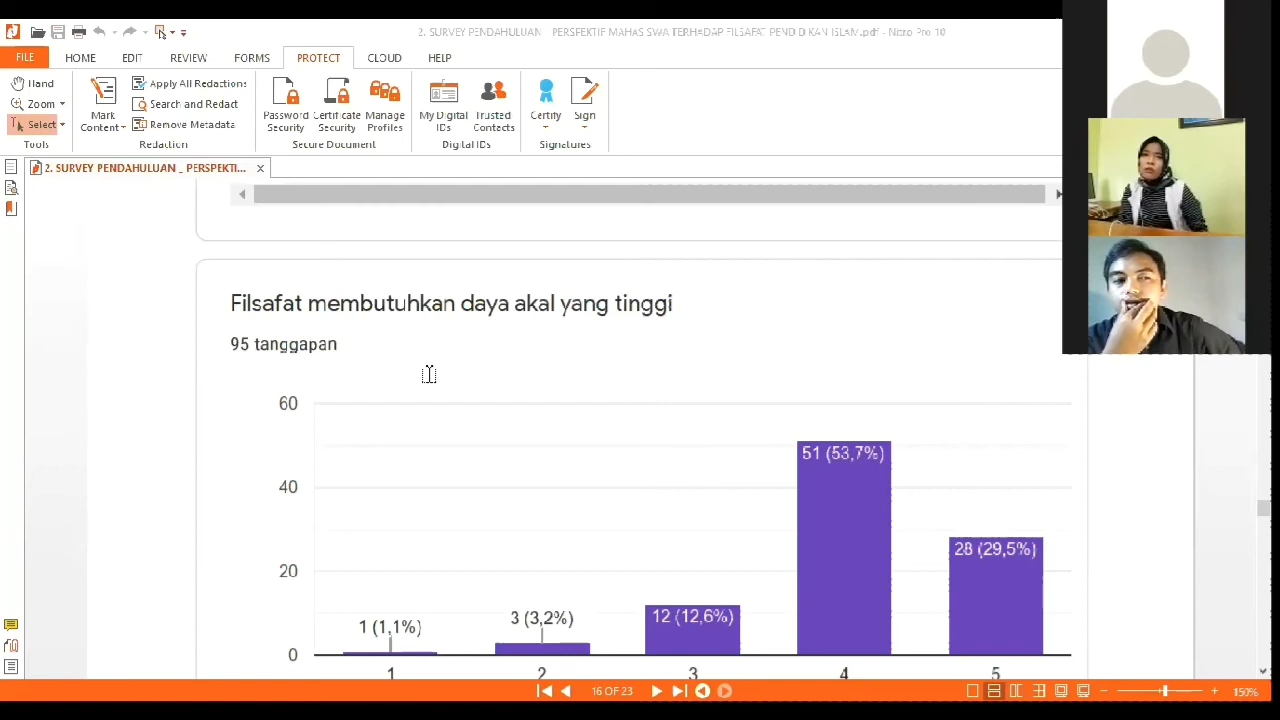 2. SURVEY PENDAHULUAN _ PERSPEKTIF MAHASISWA TERHADAP FILSAFAT PENDIDIKAN ISLAM.pdf - Nitro Pro 10
FILE HOME EDIT REVIEW FORMS PROTECT CLOUD HELP
Hand
Zoom
Select
Tools
Mark Content
Apply All Redactions
Search and Redact
Remove Metadata
Redaction
Password Security
Certificate Security
Manage Profiles
Secure Document
My Digital IDs
Trusted Contacts
Digital IDs
Certify
Sign
Signatures
2. SURVEY PENDAHULUAN _ PERSPEKTI...
Filsafat membutuhkan daya akal yang tinggi
95 tanggapan
60
40
20
0
1 (1,1%)
3 (3,2%)
12 (12,6%)
51 (53,7%)
28 (29,5%)
1 2 3 4 5
16 OF 23
150%